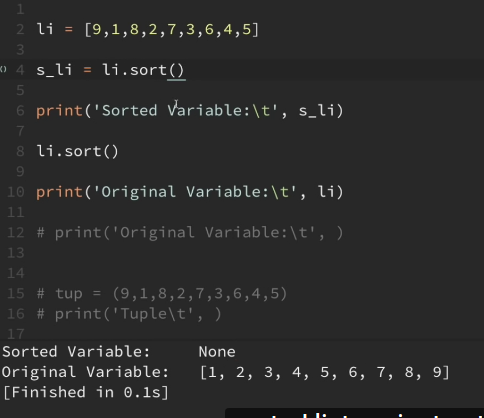 1
2 li = [9,1,8,2,7,3,6,4,5]
3
4 s_li = li.sort()
5
6 print('Sorted Variable:\t', s_li)
7
8 li.sort()
9
10 print('Original Variable:\t', li)
11
12 # print('Original Variable:\t', )
13
14
15 # tup = (9,1,8,2,7,3,6,4,5)
16 # print('Tuple\t', )
17
Sorted Variable: None
Original Variable: [1, 2, 3, 4, 5, 6, 7, 8, 9]
[Finished in 0.1s]